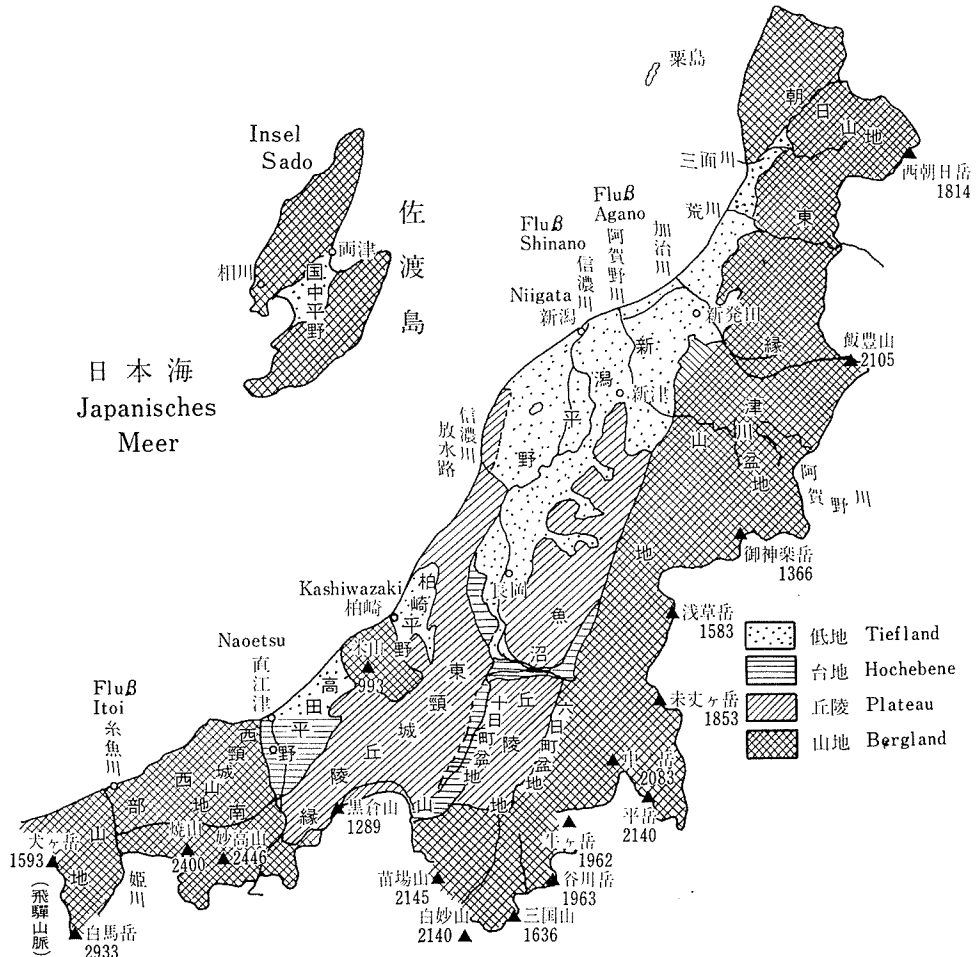 粟島
朝日山地
Insel
Sado
三面川
西朝日岳
1814
佐渡島
両津
相川
国中平野
荒川
東
縁
山
地
Fluß
Agano
阿賀野川
Fluß
Shinano
信濃川
加治川
Niigata
新潟
新発田
飯豊山
2105
日本海
Japanisches
Meer
新潟平野
新津
津川盆地
信濃川
放水路
阿賀野川
御神楽岳
1366
長岡
Kashiwazaki
柏崎
柏崎平野
浅草岳
1583
魚沼丘陵
低地 Tiefland
台地 Hochebene
丘陵 Plateau
山地 Bergland
米山
993
Naoetsu
直江津
高田平野
東頸城丘陵
十日町盆地
六日町盆地
未丈ヶ岳
1853
Fluß
Itoi
糸魚川
西頸城山地
西
部
山
地
南
縁
山
地
岳
2083
平岳
2140
黒倉山
1289
犬ヶ岳
1593
焼山
2400
妙高山
2446
姫川
ヶ岳
1962
苗場山
2145
谷川岳
1963
白妙山
2140
三国山
1636
(飛驒山脈)
白馬岳
2933